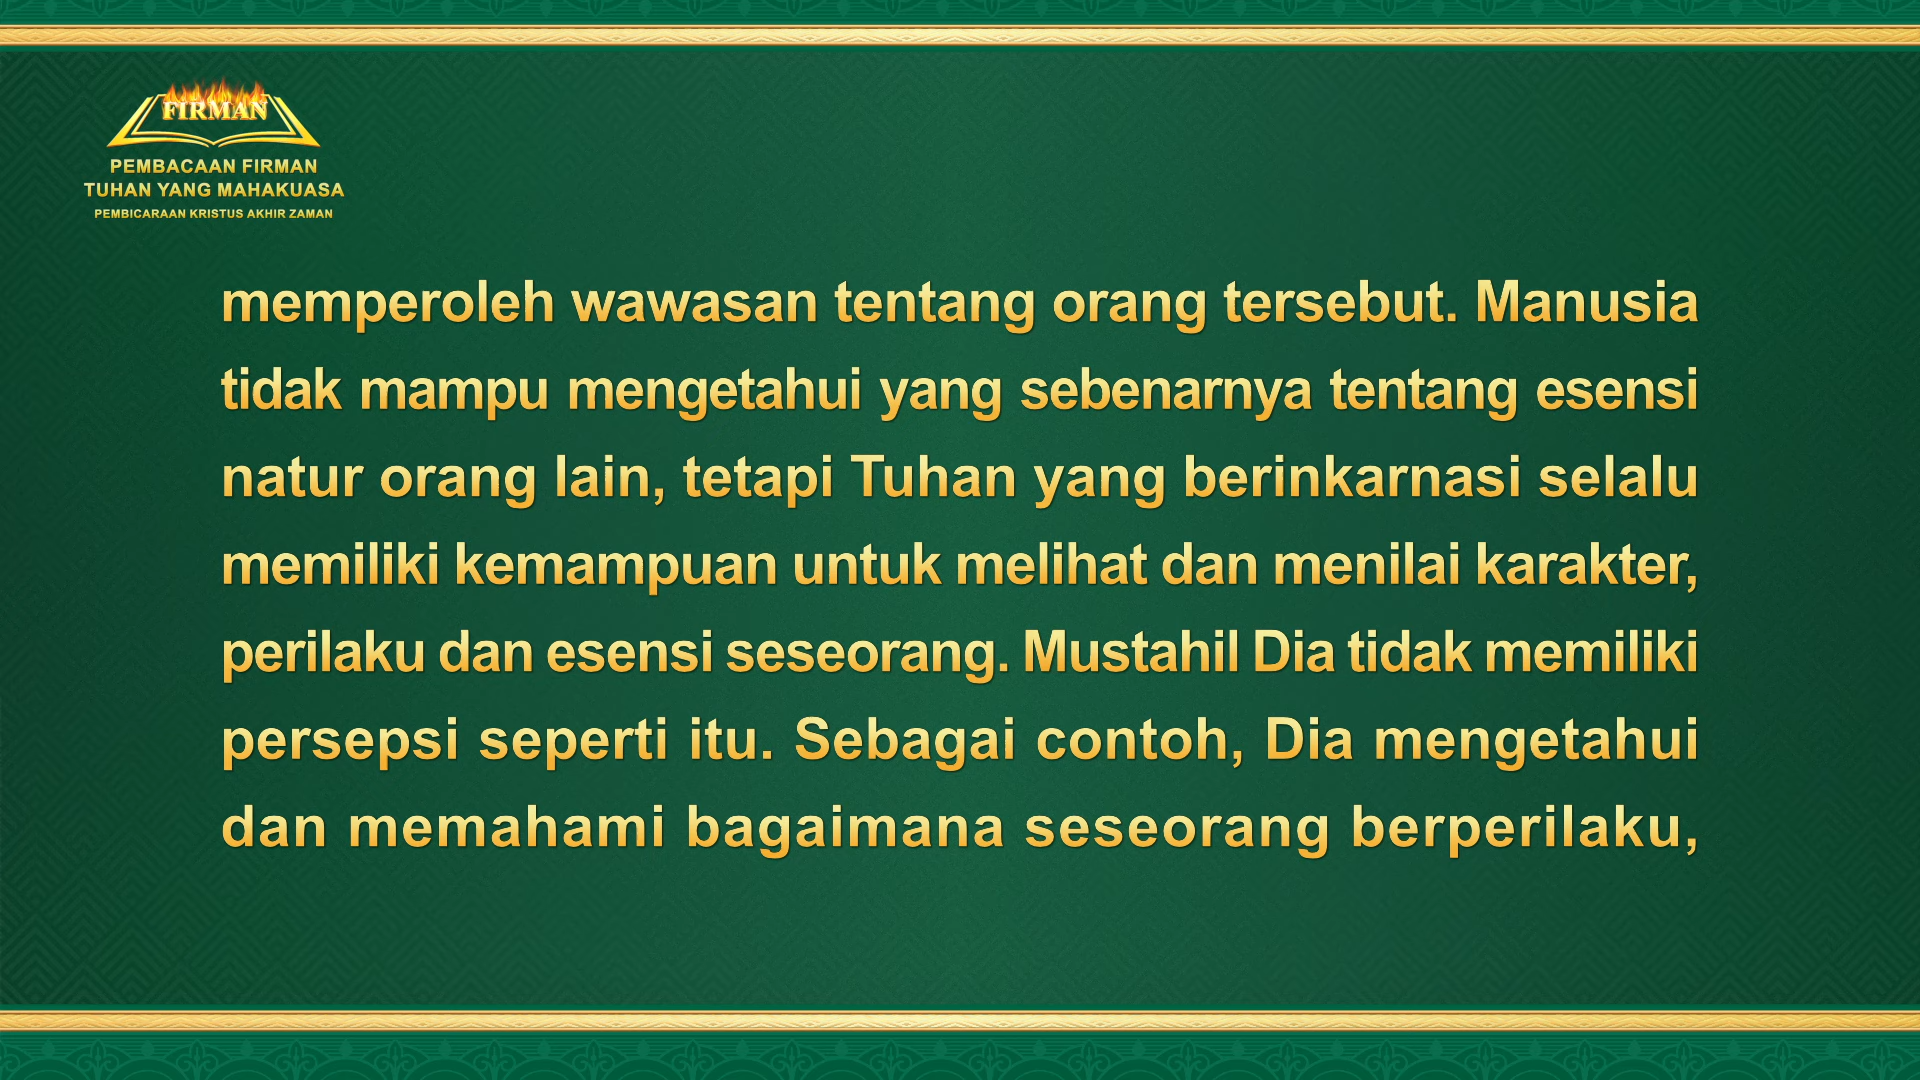 FIRMAN
PEMBACAAN FIRMAN
TUHAN YANG MAHAKUASA
PEMBICARAAN KRISTUS AKHIR ZAMAN
memperoleh wawasan tentang orang tersebut. Manusia
tidak mampu mengetahui yang sebenarnya tentang esensi
natur orang lain, tetapi Tuhan yang berinkarnasi selalu
memiliki kemampuan untuk melihat dan menilai karakter,
perilaku dan esensi seseorang. Mustahil Dia tidak memiliki
persepsi seperti itu. Sebagai contoh, Dia mengetahui
dan memahami bagaimana seseorang berperilaku,